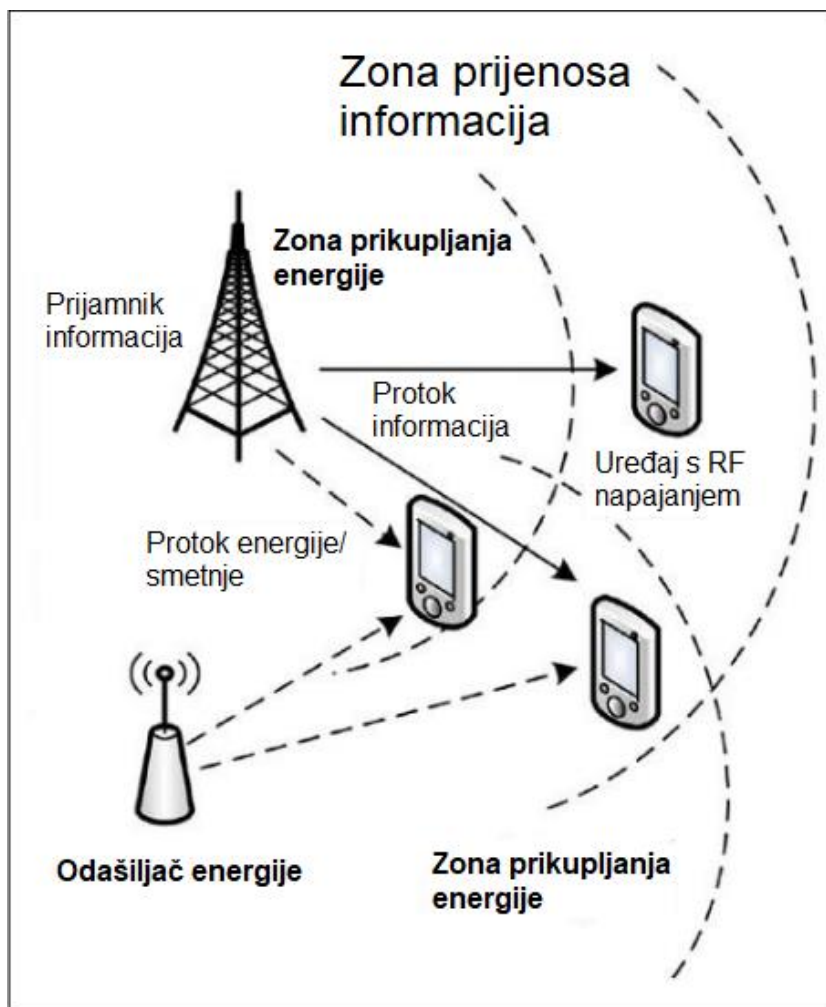 Zona prijenosa
informacija
Zona prikupljanja
energije
Prijamnik
informacija
Protok
informacija
Uređaj s RF
napajanjem
Protok energije/
smetnje
Odašiljač energije
Zona prikupljanja
energije